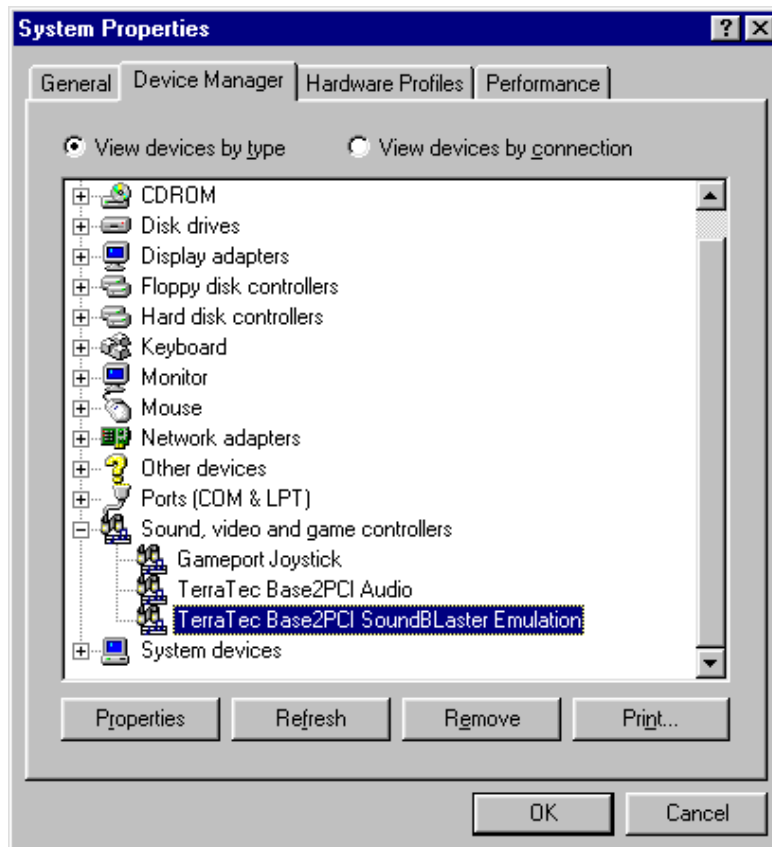 System Properties
General Device Manager Hardware Profiles Performance
View devices by type View devices by connection
CDROM
Disk drives
Display adapters
Floppy disk controllers
Hard disk controllers
Keyboard
Monitor
Mouse
Network adapters
Other devices
Ports (COM & LPT)
Sound, video and game controllers
Gameport Joystick
TerraTec Base2PCI Audio
TerraTec Base2PCI SoundBLaster Emulation
System devices
Properties Refresh Remove Print...
OK Cancel